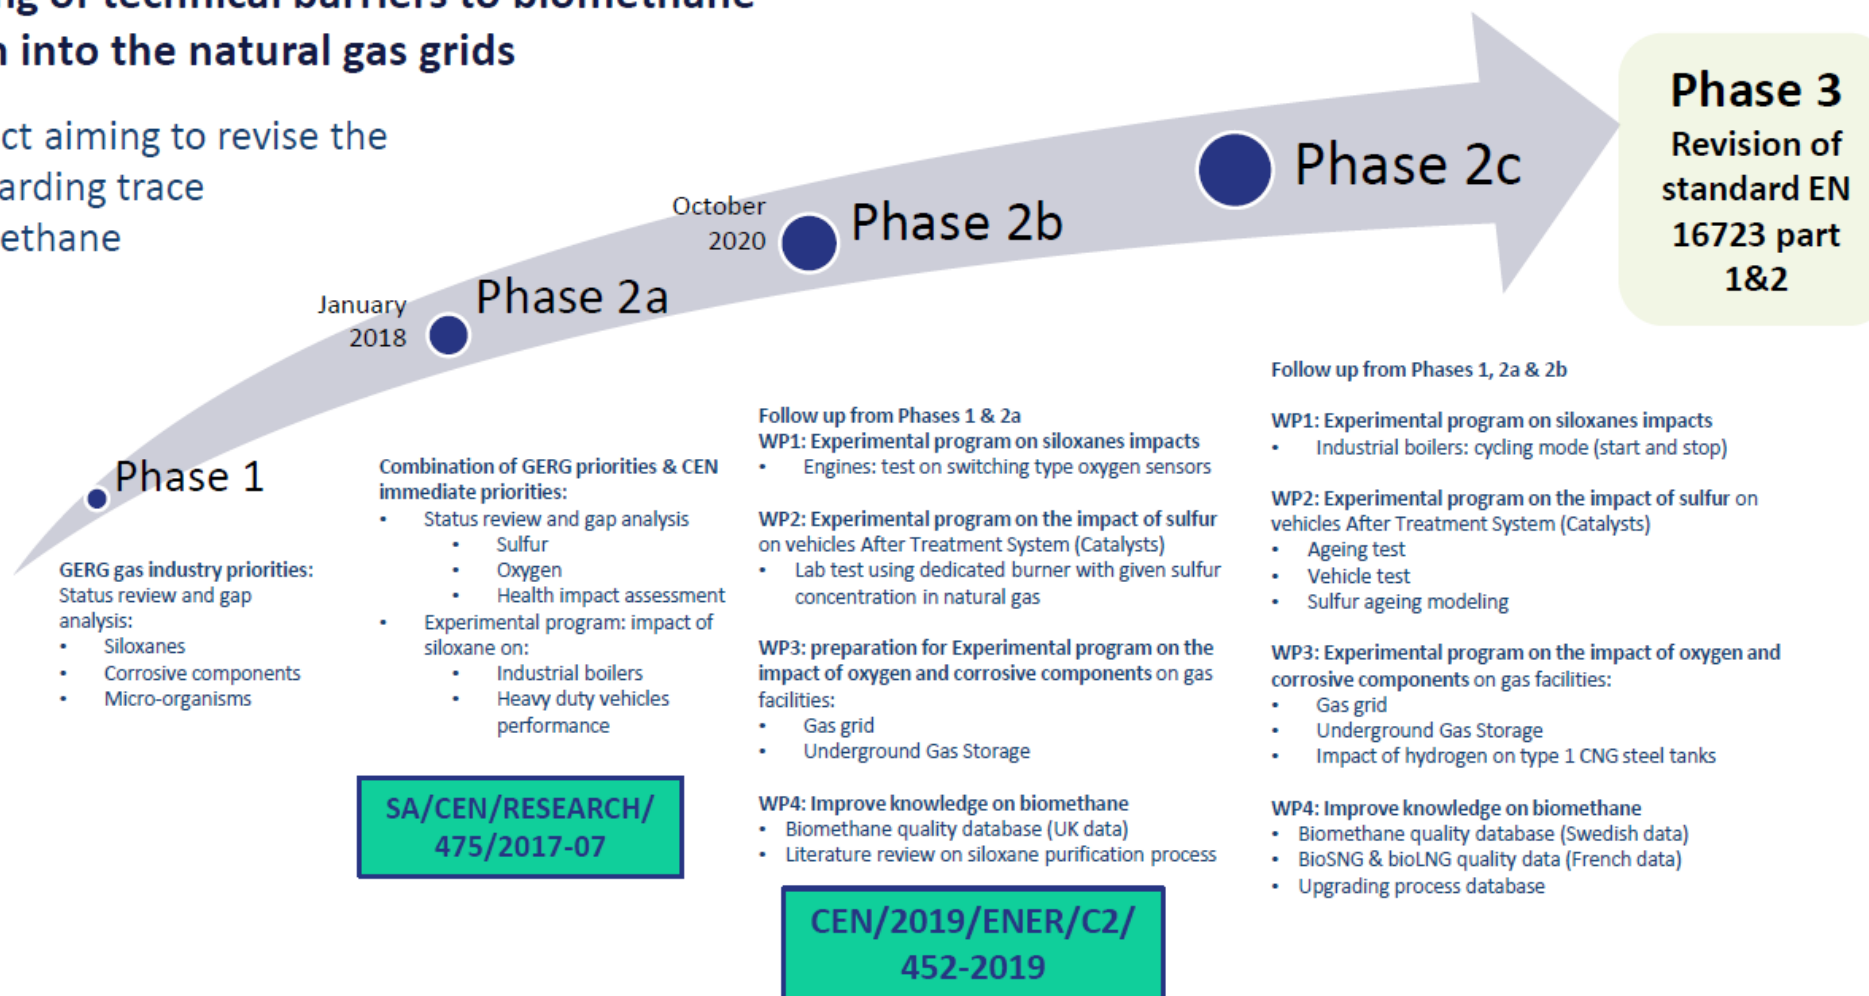 ng of technical barriers to biomethane
n into the natural gas grids
ct aiming to revise the
arding trace
ethane
Phase 1
GERG gas industry priorities:
Status review and gap
analysis:
• Siloxanes
• Corrosive components
• Micro-organisms
January
2018
Phase 2a
Combination of GERG priorities & CEN
immediate priorities:
• Status review and gap analysis
• Sulfur
• Oxygen
• Health impact assessment
• Experimental program: impact of
siloxane on:
• Industrial boilers
• Heavy duty vehicles
performance
SA/CEN/RESEARCH/
475/2017-07
October
2020
Phase 2b
Follow up from Phases 1 & 2a
WP1: Experimental program on siloxanes impacts
• Engines: test on switching type oxygen sensors
WP2: Experimental program on the impact of sulfur
on vehicles After Treatment System (Catalysts)
• Lab test using dedicated burner with given sulfur
concentration in natural gas
WP3: preparation for Experimental program on the
impact of oxygen and corrosive components on gas
facilities:
• Gas grid
• Underground Gas Storage
WP4: Improve knowledge on biomethane
• Biomethane quality database (UK data)
• Literature review on siloxane purification process
CEN/2019/ENER/C2/
452-2019
Phase 2c
Follow up from Phases 1, 2a & 2b
WP1: Experimental program on siloxanes impacts
• Industrial boilers: cycling mode (start and stop)
WP2: Experimental program on the impact of sulfur on
vehicles After Treatment System (Catalysts)
• Ageing test
• Vehicle test
• Sulfur ageing modeling
WP3: Experimental program on the impact of oxygen and
corrosive components on gas facilities:
• Gas grid
• Underground Gas Storage
• Impact of hydrogen on type 1 CNG steel tanks
WP4: Improve knowledge on biomethane
• Biomethane quality database (Swedish data)
• BioSNG & bioLNG quality data (French data)
• Upgrading process database
Phase 3
Revision of
standard EN
16723 part
1&2